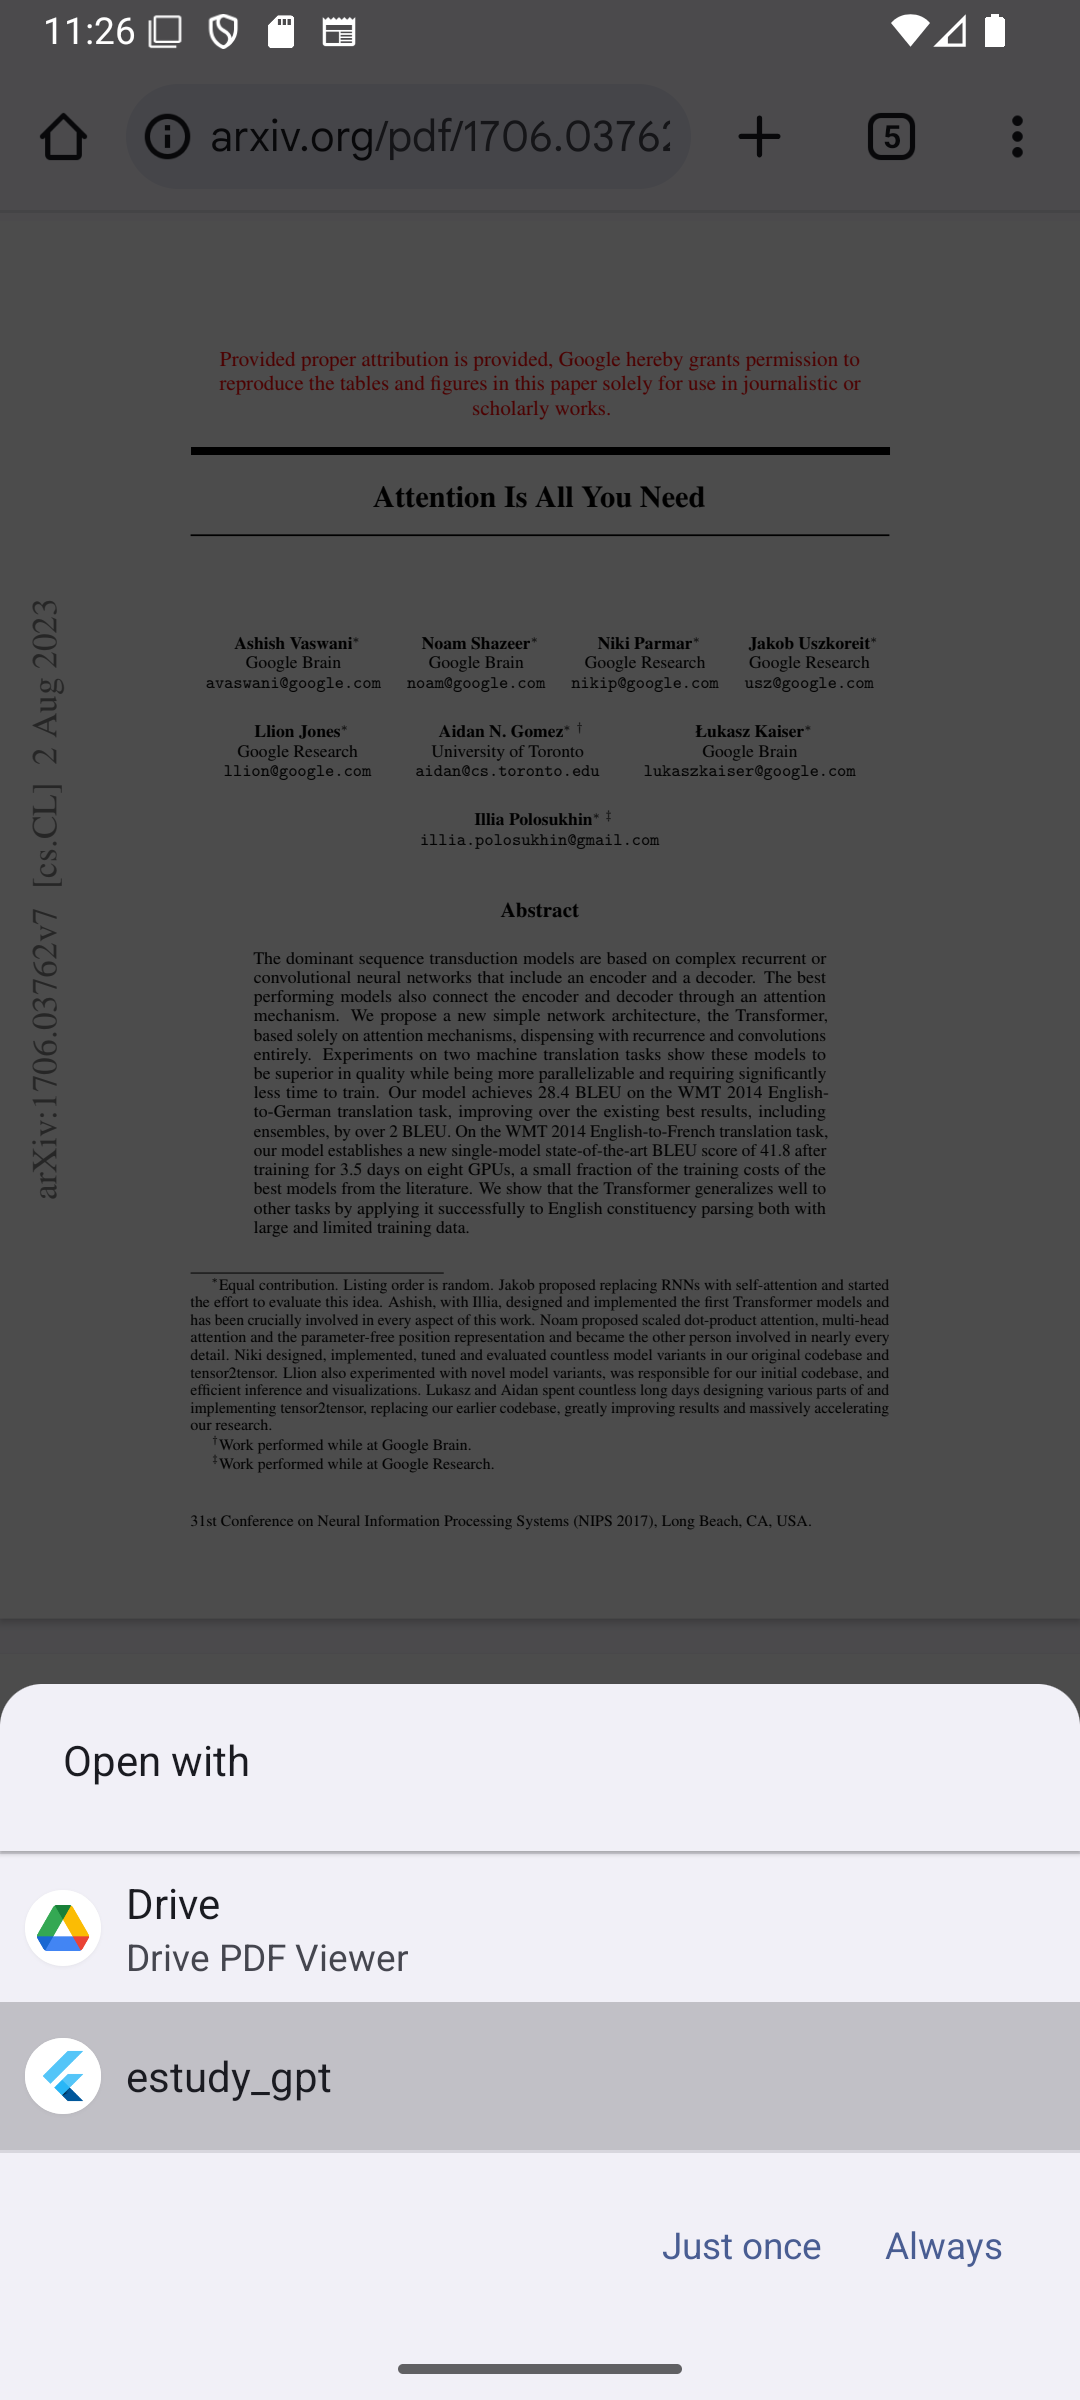 11:26
arxiv.org/pdf/1706.03762
5
Provided proper attribution is provided, Google hereby grants permission to
reproduce the tables and figures in this paper solely for use in journalistic or
scholarly works.
Attention Is All You Need
Ashish Vaswani* Noam Shazeer* Niki Parmar* Jakob Uszkoreit*
Google Brain Google Brain Google Research Google Research
avaswani@google.com noam@google.com nikip@google.com usz@google.com
Llion Jones* Aidan N. Gomez* † Łukasz Kaiser*
Google Research University of Toronto Google Brain
llion@google.com aidan@cs.toronto.edu lukaszkaiser@google.com
Illia Polosukhin* ‡
illia.polosukhin@gmail.com
arXiv:1706.03762v7 [cs.CL] 2 Aug 2023
Abstract
The dominant sequence transduction models are based on complex recurrent or
convolutional neural networks that include an encoder and a decoder. The best
performing models also connect the encoder and decoder through an attention
mechanism. We propose a new simple network architecture, the Transformer,
based solely on attention mechanisms, dispensing with recurrence and convolutions
entirely. Experiments on two machine translation tasks show these models to
be superior in quality while being more parallelizable and requiring significantly
less time to train. Our model achieves 28.4 BLEU on the WMT 2014 English-
to-German translation task, improving over the existing best results, including
ensembles, by over 2 BLEU. On the WMT 2014 English-to-French translation task,
our model establishes a new single-model state-of-the-art BLEU score of 41.8 after
training for 3.5 days on eight GPUs, a small fraction of the training costs of the
best models from the literature. We show that the Transformer generalizes well to
other tasks by applying it successfully to English constituency parsing both with
large and limited training data.
*Equal contribution. Listing order is random. Jakob proposed replacing RNNs with self-attention and started
the effort to evaluate this idea. Ashish, with Illia, designed and implemented the first Transformer models and
has been crucially involved in every aspect of this work. Noam proposed scaled dot-product attention, multi-head
attention and the parameter-free position representation and became the other person involved in nearly every
detail. Niki designed, implemented, tuned and evaluated countless model variants in our original codebase and
tensor2tensor. Llion also experimented with novel model variants, was responsible for our initial codebase, and
efficient inference and visualizations. Lukasz and Aidan spent countless long days designing various parts of and
implementing tensor2tensor, replacing our earlier codebase, greatly improving results and massively accelerating
our research.
†Work performed while at Google Brain.
‡Work performed while at Google Research.
31st Conference on Neural Information Processing Systems (NIPS 2017), Long Beach, CA, USA.
Open with
Drive
Drive PDF Viewer
estudy_gpt
Just once Always